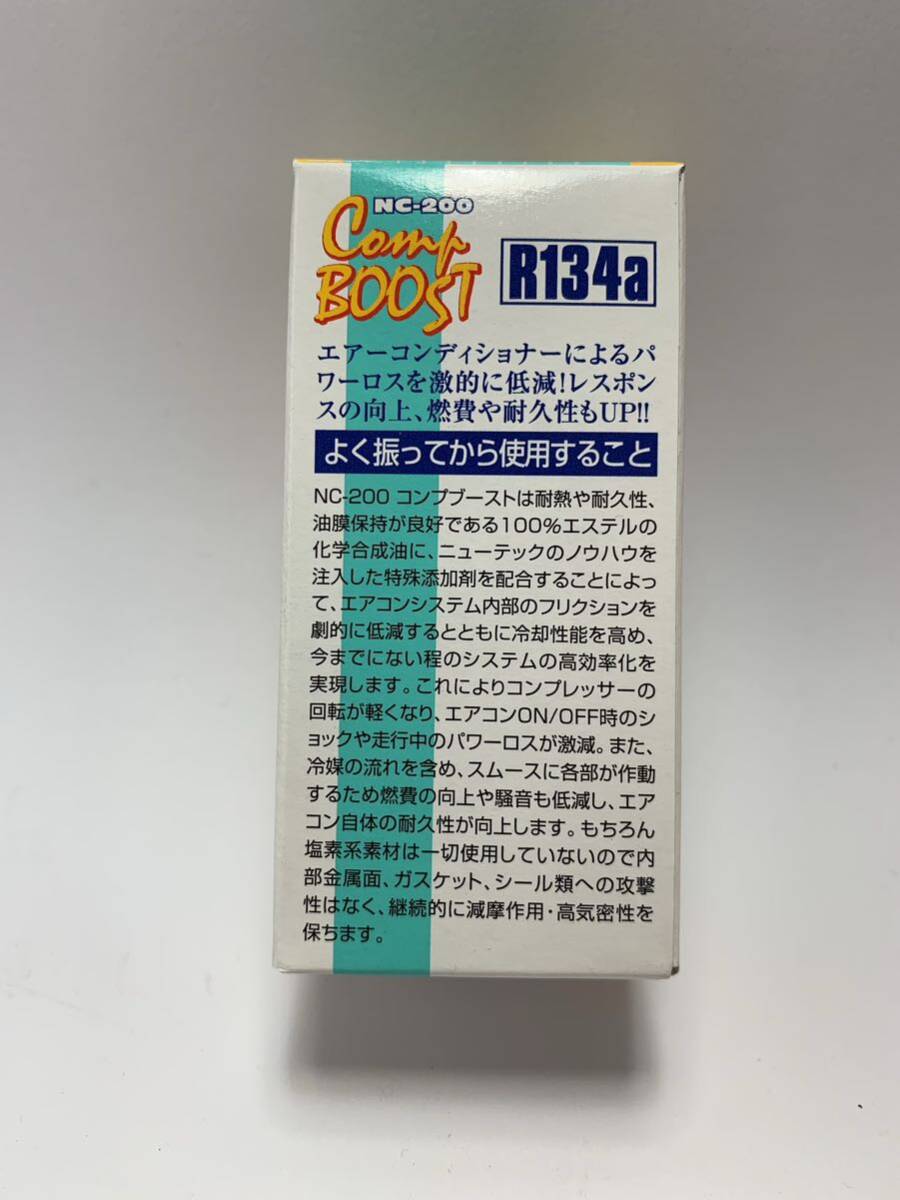 NC-200
Comp
BOOST
R134a
エアーコンディショナーによるパ
ワーロスを激的に低減!レスポン
スの向上、燃費や耐久性もUP!!
よく振ってから使用すること
NC-200 コンプブーストは耐熱や耐久性、
油膜保持が良好である100%エステルの
化学合成油に、ニューテックのノウハウを
注入した特殊添加剤を配合することによっ
て、エアコンシステム内部のフリクションを
劇的に低減するとともに冷却性能を高め、
今までにない程のシステムの高効率化を
実現します。これによりコンプレッサーの
回転が軽くなり、エアコンON/OFF時のシ
ョックや走行中のパワーロスが激減。また、
冷媒の流れを含め、スムースに各部が作動
するため燃費の向上や騒音も低減し、エア
コン自体の耐久性が向上します。もちろん
塩素系素材は一切使用していないので内
部金属面、ガスケット、シール類への攻撃
性はなく、継続的に減摩作用・高気密性を
保ちます。